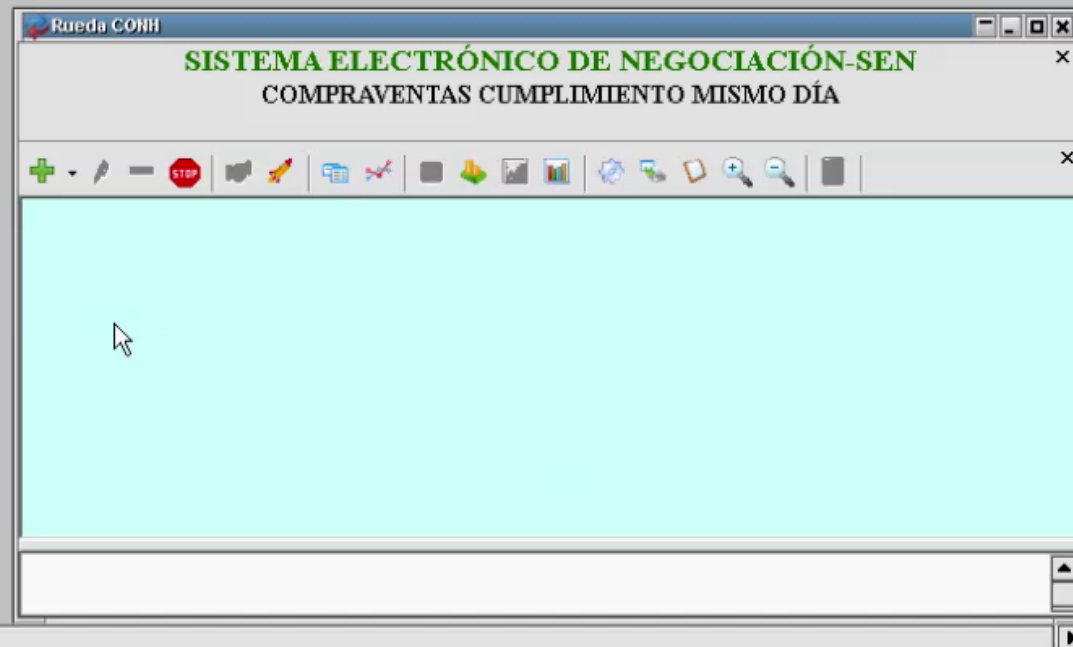 Rueda CONH
SISTEMA ELECTRÓNICO DE NEGOCIACIÓN-SEN
COMPRAVENTAS CUMPLIMIENTO MISMO DÍA
STOP